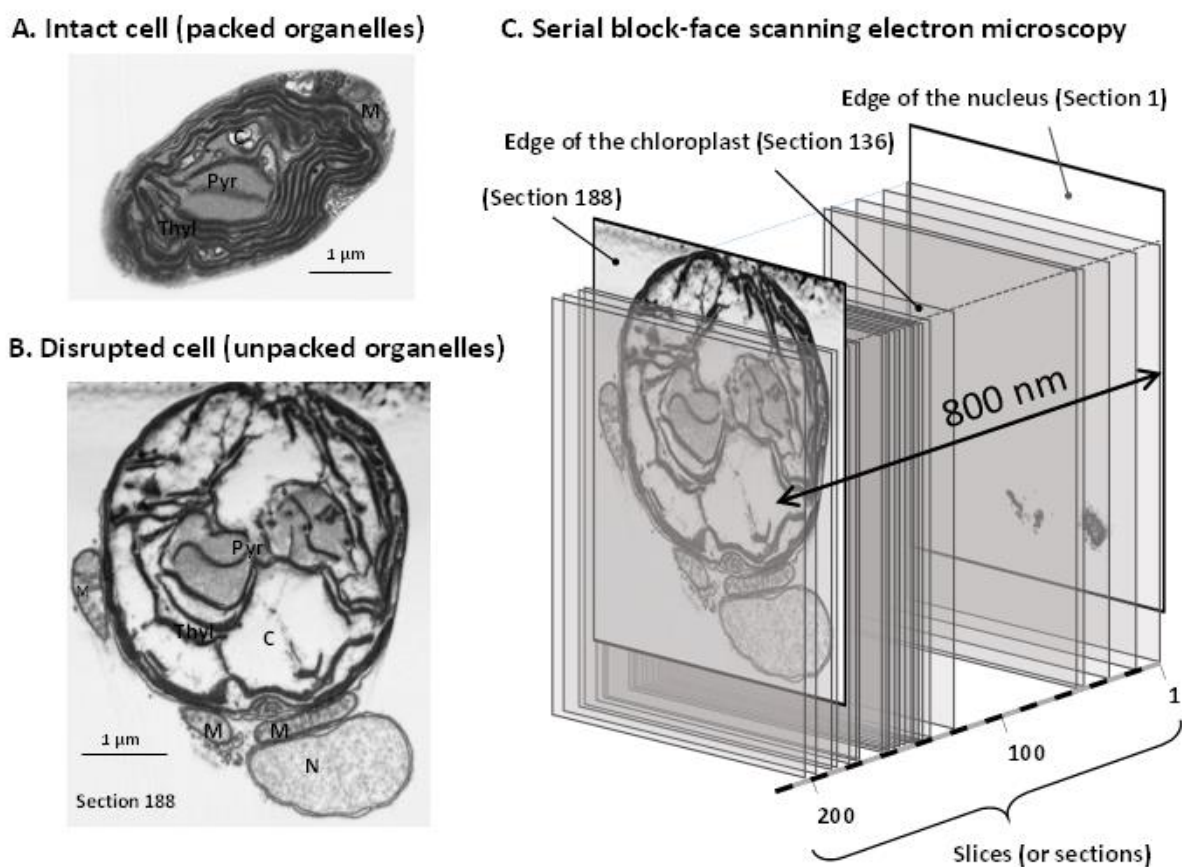 A. Intact cell (packed organelles)
M
C
Pyr
Thyl
1 µm
B. Disrupted cell (unpacked organelles)
Pyr
M
Thyl
C
M
M
1 µm
N
Section 188
C. Serial block-face scanning electron microscopy
Edge of the nucleus (Section 1)
Edge of the chloroplast (Section 136)
(Section 188)
800 nm
1
100
200
Slices (or sections)